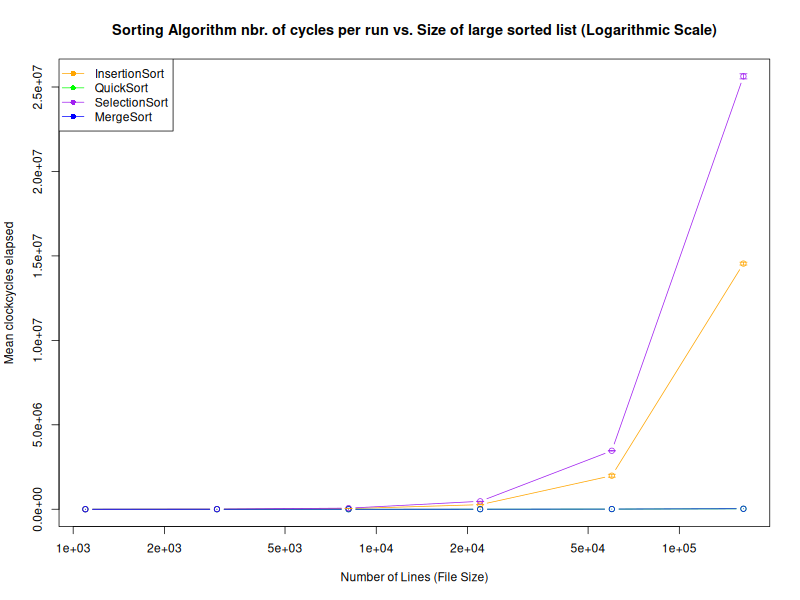 Sorting Algorithm nbr. of cycles per run vs. Size of large sorted list (Logarithmic Scale)
InsertionSort
QuickSort
SelectionSort
MergeSort
Mean clockcycles elapsed
2.5e+07
2.0e+07
1.5e+07
1.0e+07
5.0e+06
0.0e+00
1e+03 2e+03 5e+03 1e+04 2e+04 5e+04 1e+05
Number of Lines (File Size)